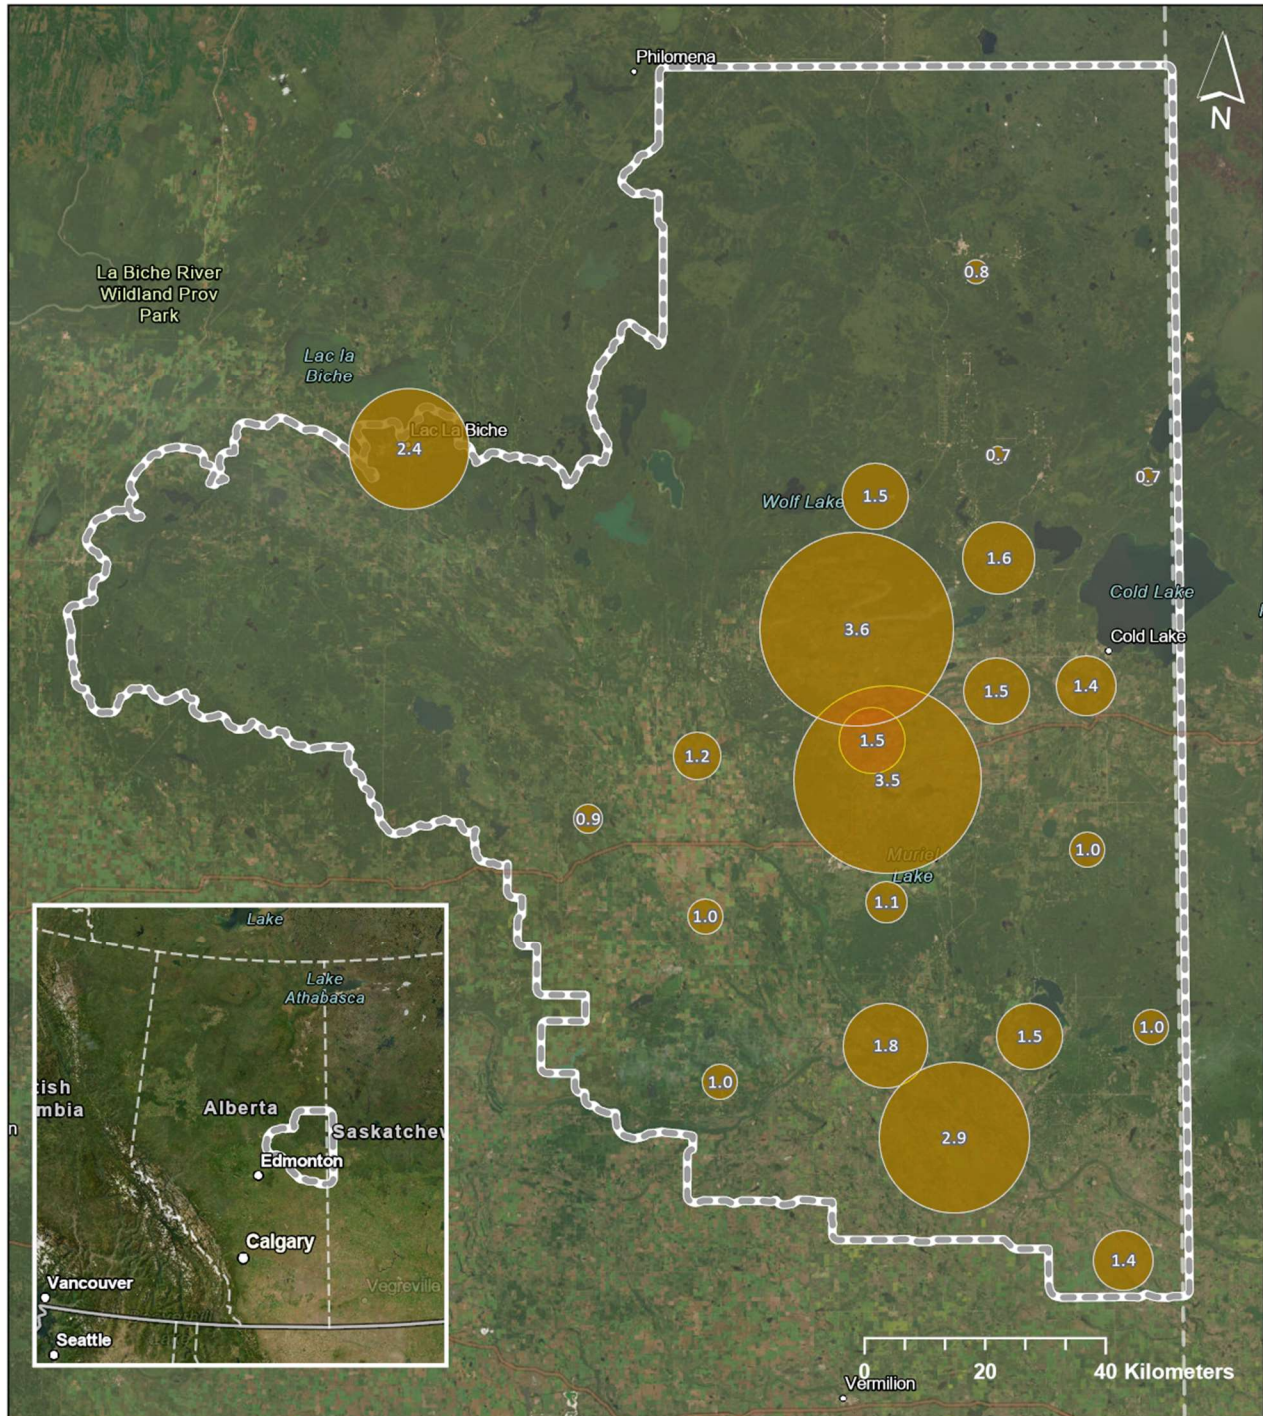 Philomena
N
La Biche River
Wildland Prov
Park
0.8
Lac la
Biche
Lac La Biche
2.4
0.7
0.7
1.5
Wolf Lake
1.6
Cold Lake
3.6
Cold Lake
1.5
1.4
1.5
1.2
3.5
0.9
1.0
Muriel
Lake
1.1
1.0
1.8
1.5
1.0
1.0
2.9
1.4
Lake
Lake
Athabasca
Alberta
Saskatchew
Edmonton
Calgary
Vancouver
Vegreville
Seattle
0 20 40 Kilometers
Vermilion